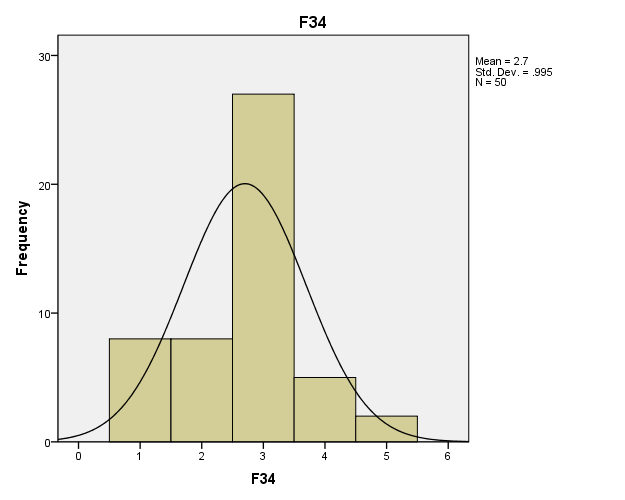 F34
Mean = 2.7
Std. Dev. = .995
N = 50
30
20
10
0
Frequency
0 1 2 3 4 5 6
F34